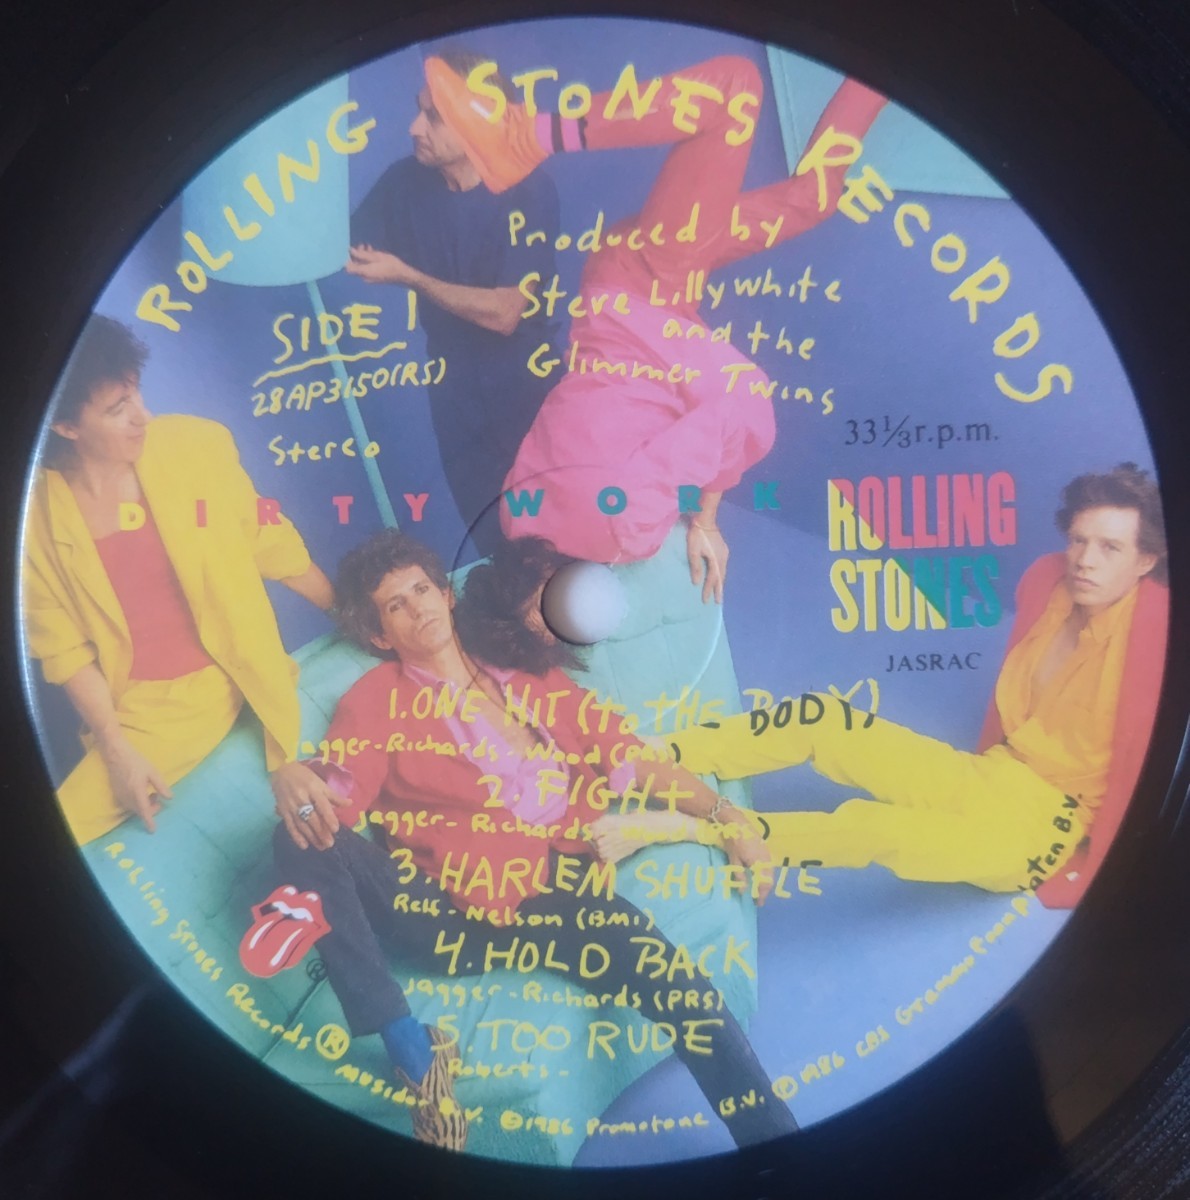 ROLLING STONES RECORDS
Produced by
Steve Lillywhite
and the
Glimmer Twins
SIDE 1
28AP3150(RS)
Stereo
33⅓r.p.m.
DIRTY WORK
ROLLING
STONES
JASRAC
1. ONE HIT (to tHE BODY)
Jagger-Richards-Wood (PRS)
2. FIGHt
Jagger-Richards-Wood (PRS)
3. HARLEM SHUFFLE
Relf-Nelson (BMI)
4. HOLD BACK
Jagger-Richards (PRS)
5. TOO RUDE
Roberts-
®
Rolling Stones Records ® Musidor B.V. ©1986 Promotone B.V. ℗1986 CBS Grammofoonplaten B.V.